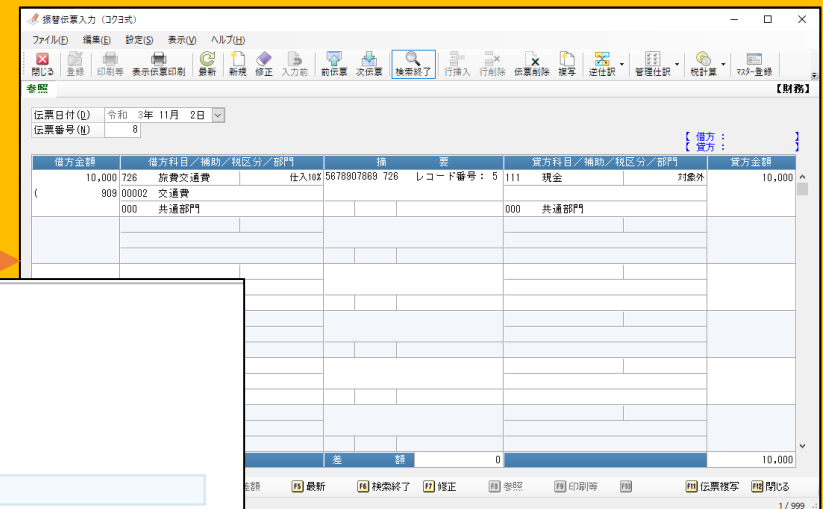 振替伝票入力（コクヨ式）
ファイル(F) 編集(E) 設定(S) 表示(V) ヘルプ(H)
閉じる 登録 印刷等 表示伝票印刷 最新 新規 修正 入力前 前伝票 次伝票 検索終了 行挿入 行削除 伝票削除 複写 逆仕訳 管理仕訳 税計算 マスター登録
参照 【財務】
伝票日付(D) 令和 3年 11月 2日
伝票番号(N) 8
【 借方 : 】
【 貸方 : 】
借方金額 借方科目／補助／税区分／部門 摘 要 貸方科目／補助／税区分／部門 貸方金額
10,000 726 旅費交通費 仕入10% 5678907869 726 レコード番号： 5 111 現金 対象外 10,000
( 909 00002 交通費
000 共通部門 000 共通部門
差 額 0 10,000
金額 F5 最新 F6 検索終了 F7 修正 F8 参照 F9 印刷等 F10 F11 伝票複写 F12 閉じる
1/999